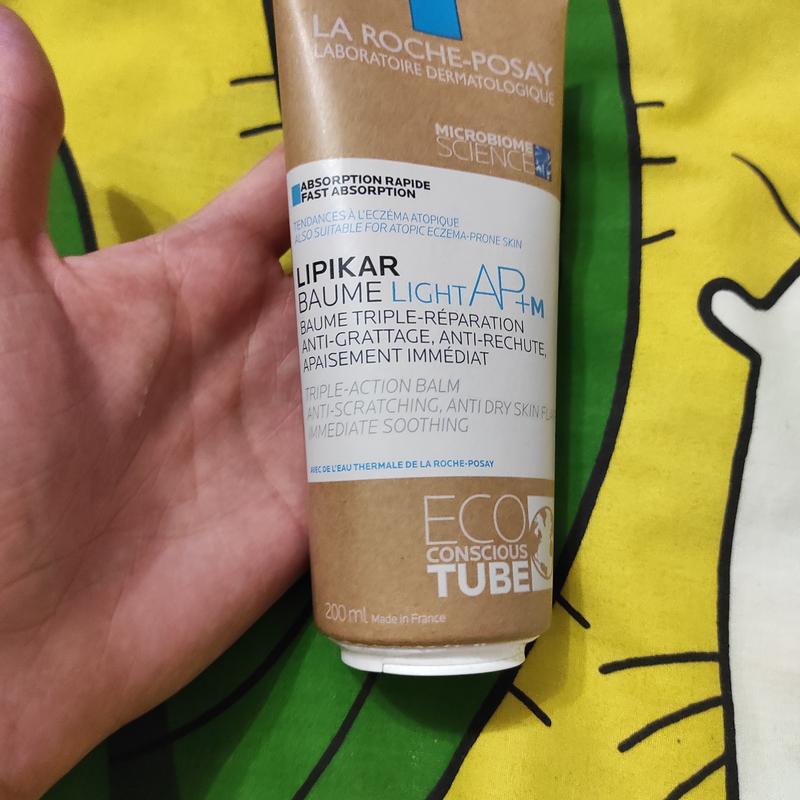 LA ROCHE-POSAY
LABORATOIRE DERMATOLOGIQUE
MICROBIOME
SCIENCE
ABSORPTION RAPIDE
FAST ABSORPTION
TENDANCES À L'ECZÉMA ATOPIQUE
ALSO SUITABLE FOR ATOPIC ECZEMA-PRONE SKIN
LIPIKAR
BAUME LIGHT AP+M
BAUME TRIPLE-RÉPARATION
ANTI-GRATTAGE, ANTI-RECHUTE,
APAISEMENT IMMÉDIAT
TRIPLE-ACTION BALM
ANTI-SCRATCHING, ANTI DRY SKIN
IMMEDIATE SOOTHING
AVEC DE L'EAU THERMALE DE LA ROCHE-POSAY
ECO
CONSCIOUS
TUBE
200 ml Made in France